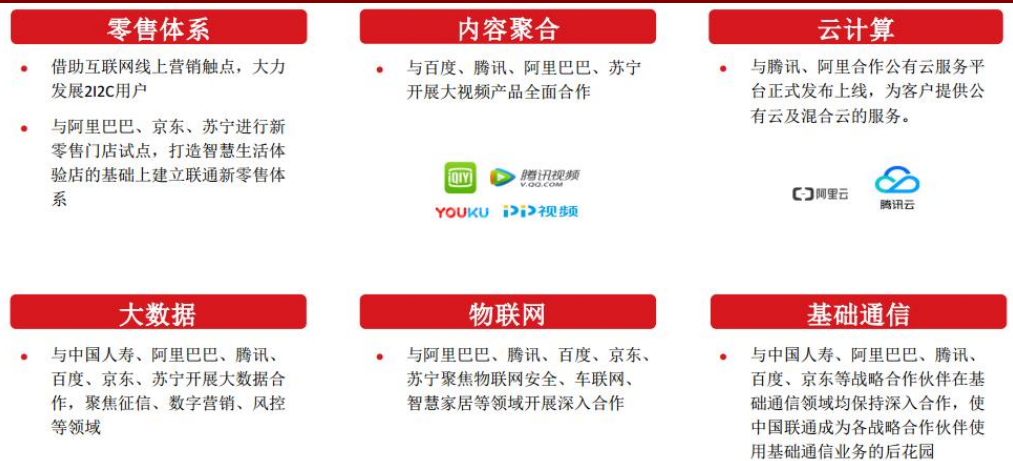 零售体系
借助互联网线上营销触点，大力
发展2I2C用户
与阿里巴巴、京东、苏宁进行新
零售门店试点，打造智慧生活体
验店的基础上建立联通新零售体
系
内容聚合
与百度、腾讯、阿里巴巴、苏宁
开展大视频产品全面合作
iQIY
腾讯视频
V.QQ.COM
YOUKU
PP视频
云计算
与腾讯、阿里合作公有云服务平
台正式发布上线，为客户提供公
有云及混合云的服务。
阿里云
腾讯云
大数据
与中国人寿、阿里巴巴、腾讯、
百度、京东、苏宁开展大数据合
作，聚焦征信、数字营销、风控
等领域
物联网
与阿里巴巴、腾讯、百度、京东、
苏宁聚焦物联网安全、车联网、
智慧家居等领域开展深入合作
基础通信
与中国人寿、阿里巴巴、腾讯、
百度、京东等战略合作伙伴在基
础通信领域均保持深入合作，使
中国联通成为各战略合作伙伴使
用基础通信业务的后花园